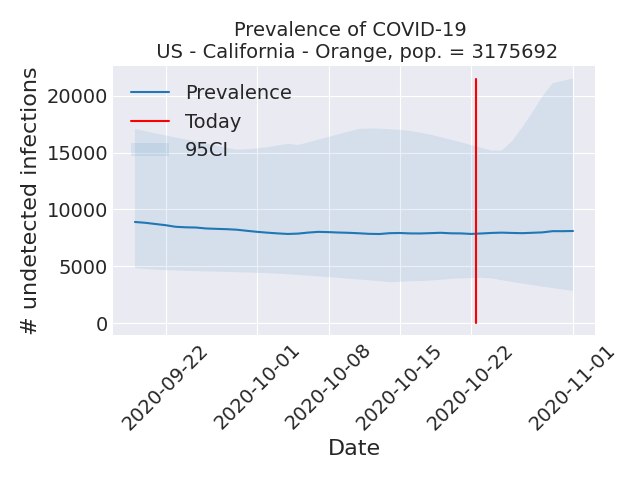 Prevalence of COVID-19
US - California - Orange, pop. = 3175692
# undetected infections
20000
15000
10000
5000
0
Prevalence
Today
95CI
2020-09-22
2020-10-01
2020-10-08
2020-10-15
2020-10-22
2020-11-01
Date